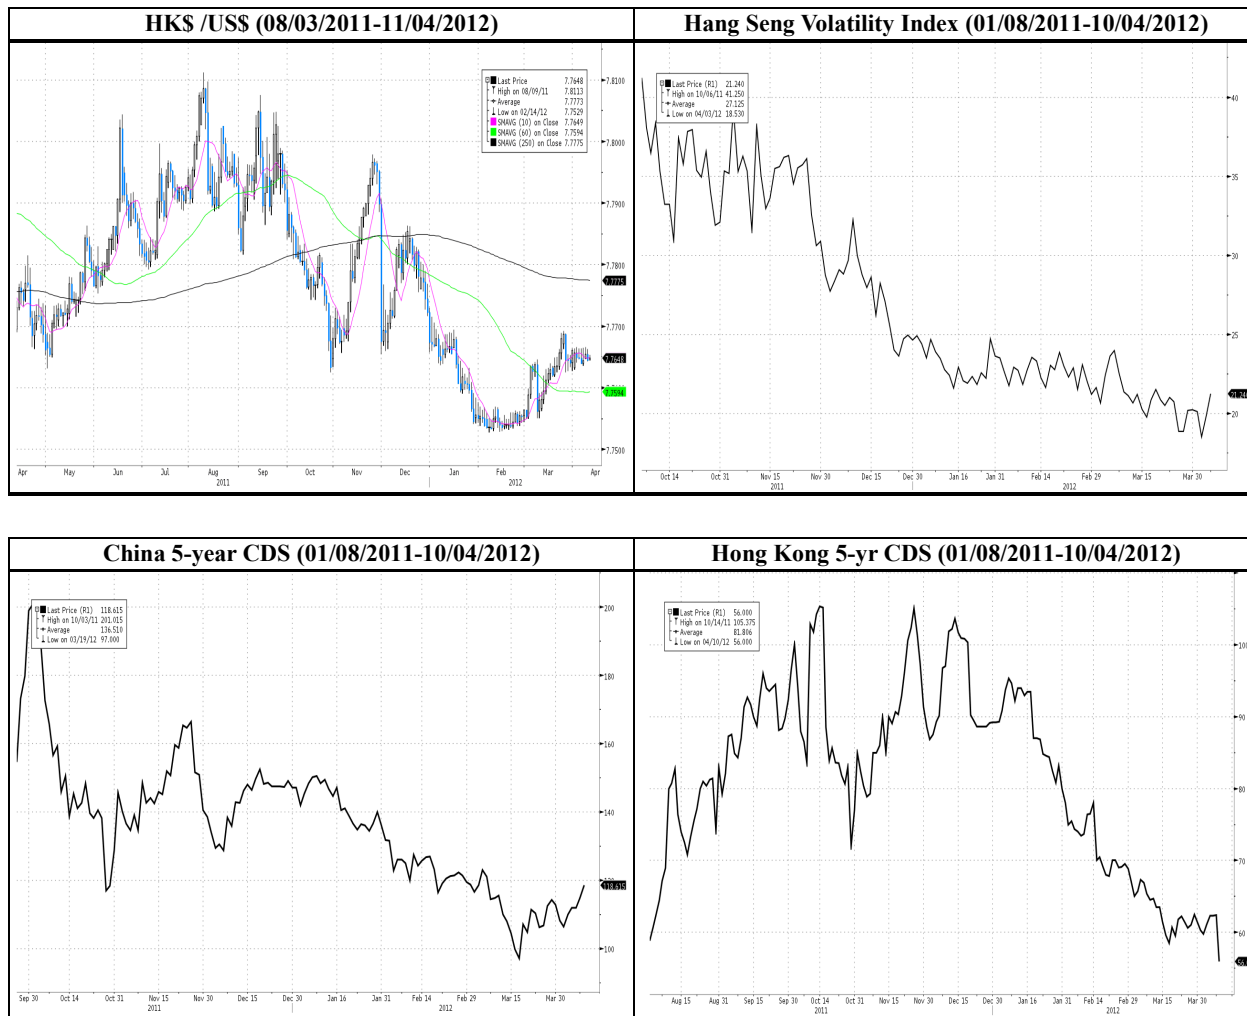 HK$ /US$ (08/03/2011-11/04/2012)
Last Price 7.7648
High on 08/09/11 7.8113
Average 7.7773
Low on 02/14/12 7.7529
SMAVG (10) on Close 7.7649
SMAVG (60) on Close 7.7594
SMAVG (250) on Close 7.7775
7.8100
7.8000
7.7900
7.7800
7.7775
7.7700
7.7648
7.7594
7.7500
Apr May Jun Jul Aug Sep Oct Nov Dec Jan Feb Mar Apr
2011 2012
Hang Seng Volatility Index (01/08/2011-10/04/2012)
Last Price (R1) 21.240
High on 10/06/11 41.250
Average 27.125
Low on 04/03/12 18.530
40
35
30
25
21.240
20
Oct 14 Oct 31 Nov 15 Nov 30 Dec 15 Dec 30 Jan 16 Jan 31 Feb 14 Feb 29 Mar 15 Mar 30
2011 2012
China 5-year CDS (01/08/2011-10/04/2012)
Last Price (R1) 118.615
High on 10/03/11 201.015
Average 136.510
Low on 03/19/12 97.000
200
180
160
140
120
118.615
100
Sep 30 Oct 14 Oct 31 Nov 15 Nov 30 Dec 15 Dec 30 Jan 16 Jan 31 Feb 14 Feb 29 Mar 15 Mar 30
2011 2012
Hong Kong 5-yr CDS (01/08/2011-10/04/2012)
Last Price (R1) 56.000
High on 10/14/11 105.375
Average 81.806
Low on 04/10/12 56.000
100
90
80
70
60
Aug 15 Aug 31 Sep 15 Sep 30 Oct 14 Oct 31 Nov 15 Nov 30 Dec 15 Dec 30 Jan 16 Jan 31 Feb 14 Feb 29 Mar 15 Mar 30
2011 2012